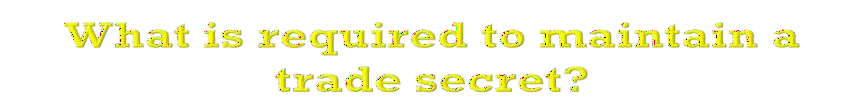 What is required to maintain a
trade secret?